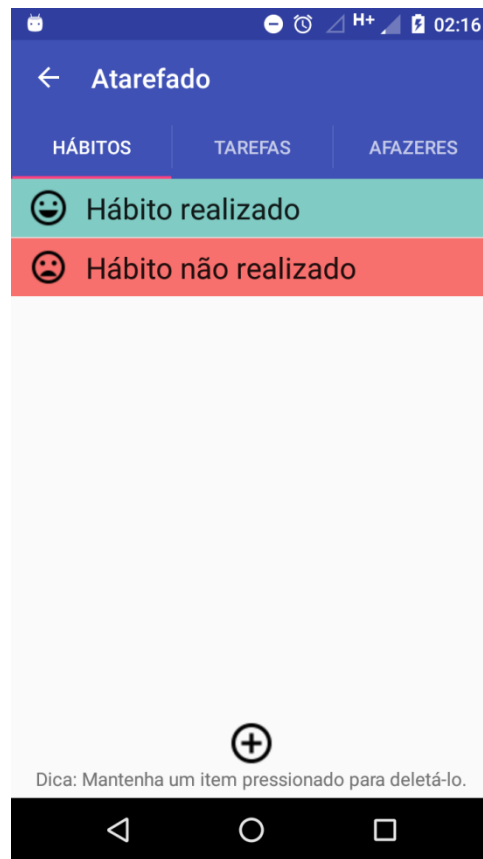 H+ 02:16
Atarefado
HÁBITOS TAREFAS AFAZERES
Hábito realizado
Hábito não realizado
Dica: Mantenha um item pressionado para deletá-lo.